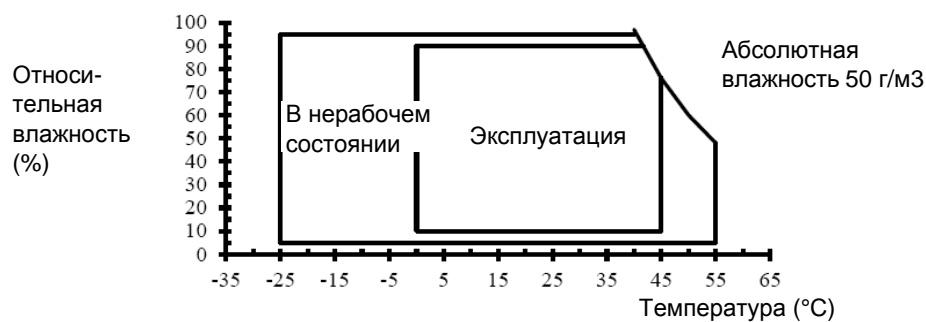 100
90
80
70
60
50
40
30
20
10
0
Относи-
тельная
влажность
(%)
В нерабочем
состоянии
Эксплуатация
Абсолютная
влажность 50 г/м3
-35 -25 -15 -5 5 15 25 35 45 55 65
Температура (°C)